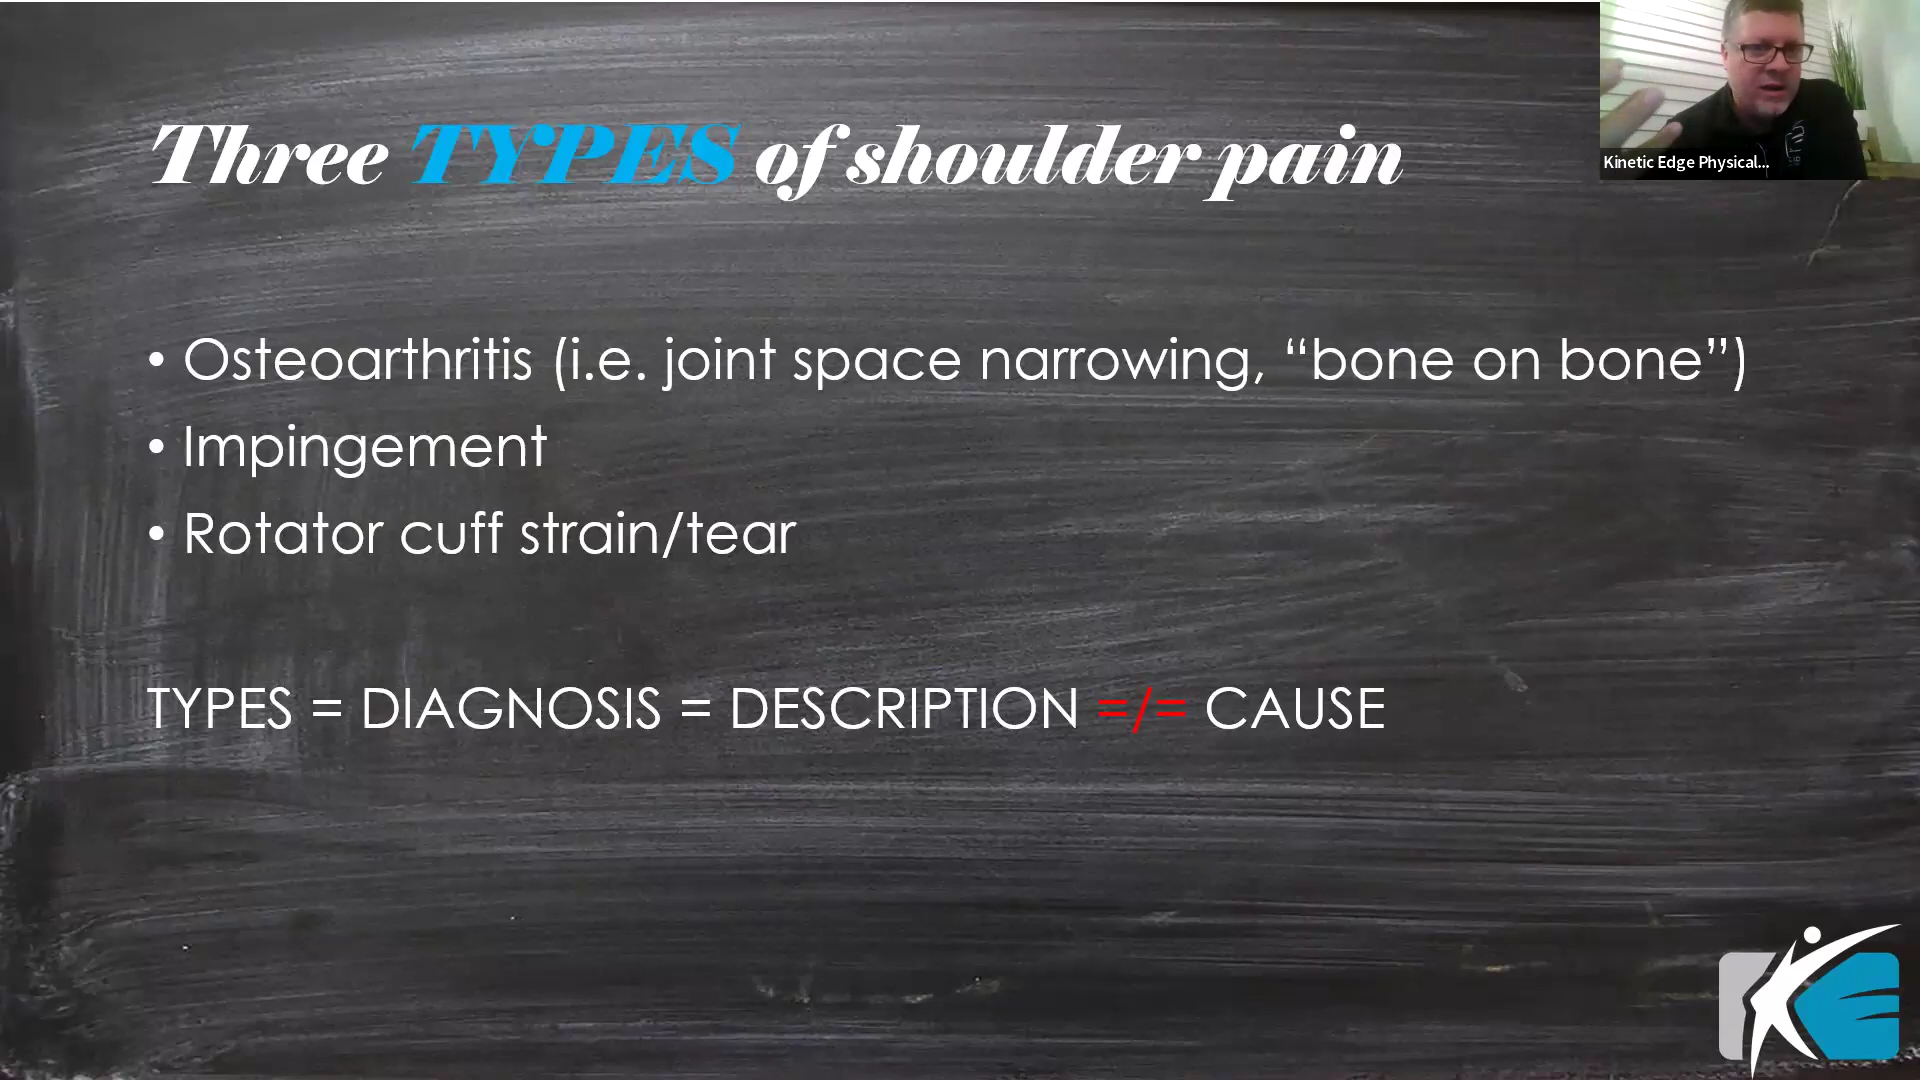 Three TYPES of shoulder pain
Kinetic Edge Physical...
• Osteoarthritis (i.e. joint space narrowing, “bone on bone”)
• Impingement
• Rotator cuff strain/tear
TYPES = DIAGNOSIS = DESCRIPTION =/= CAUSE